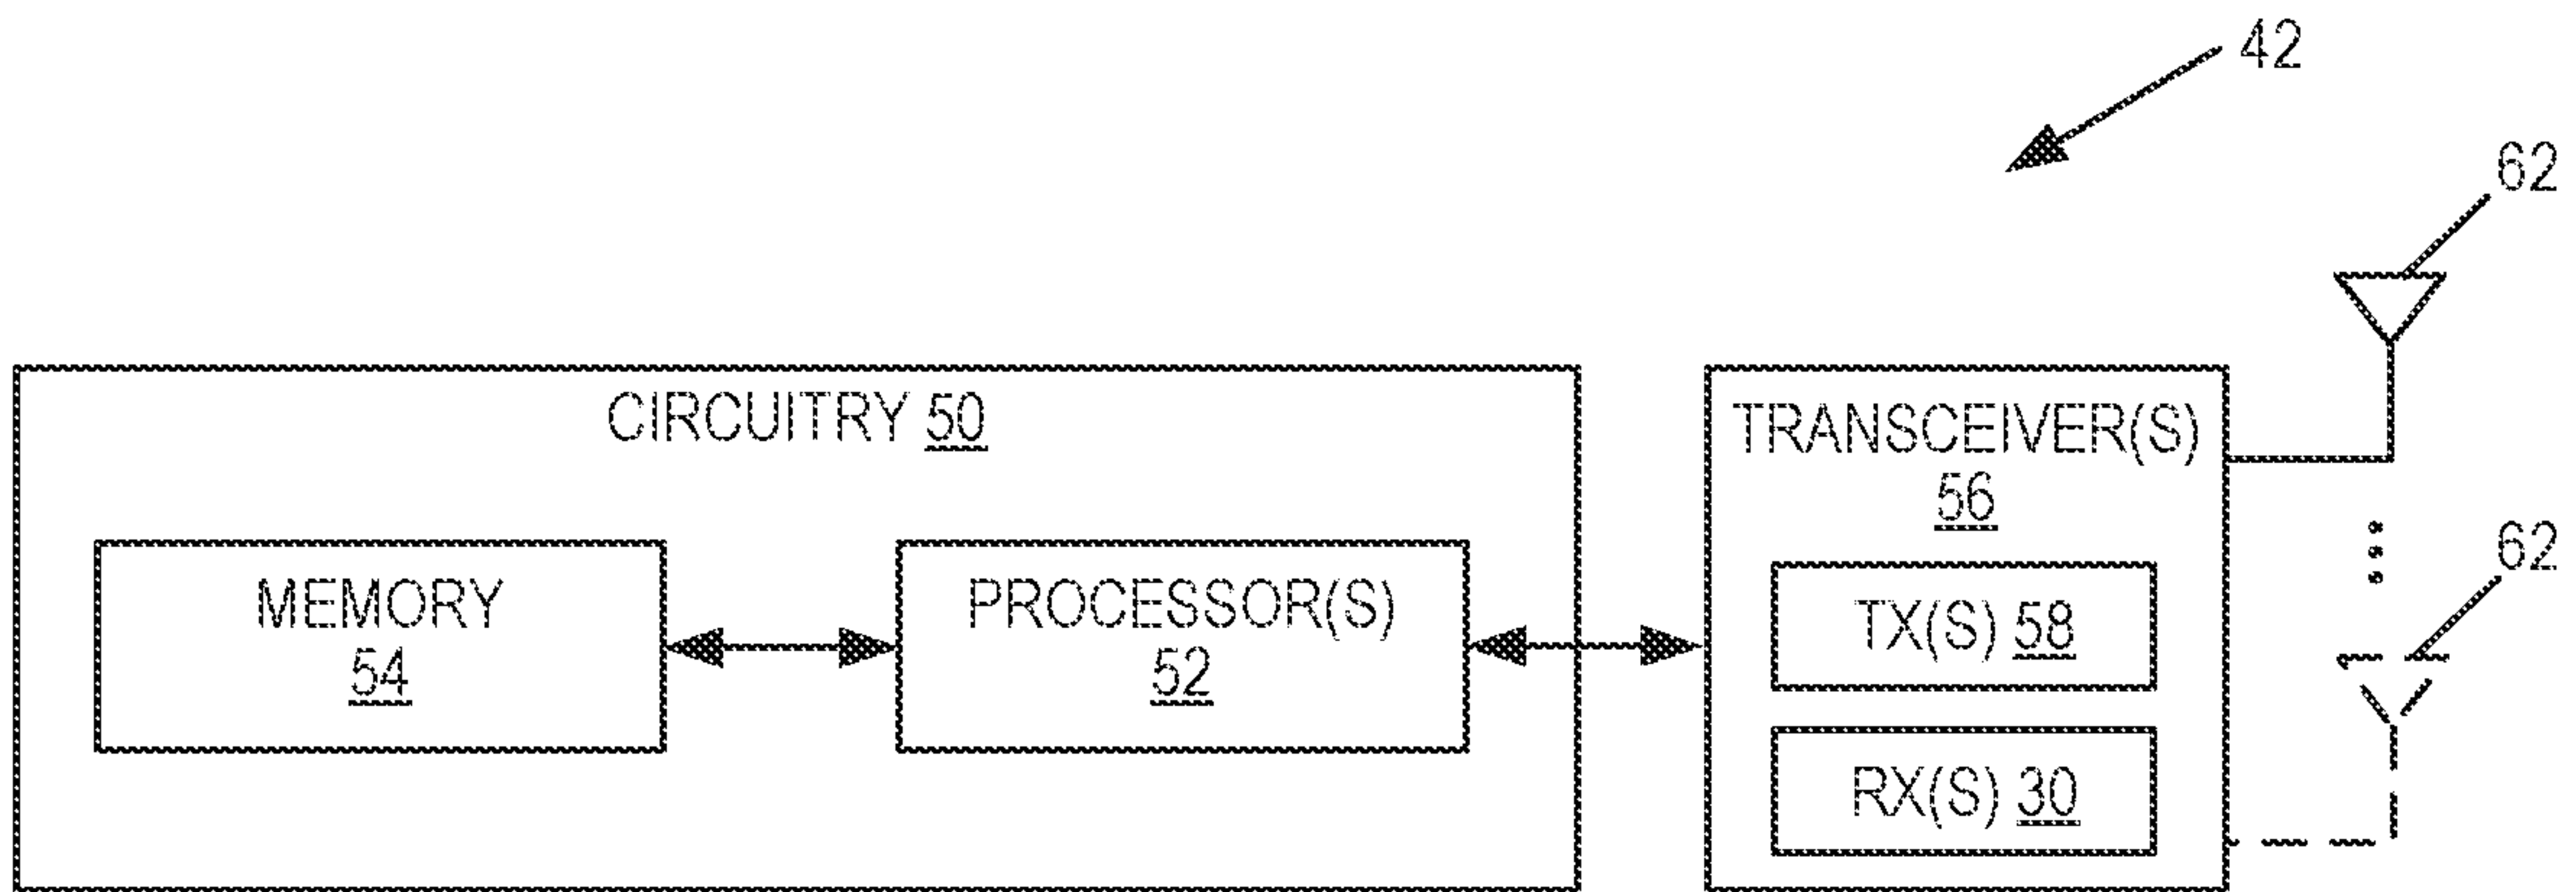 42
62
CIRCUITRY 50
TRANSCEIVER(S)
56
62
MEMORY
54
PROCESSOR(S)
52
TX(S) 58
RX(S) 30